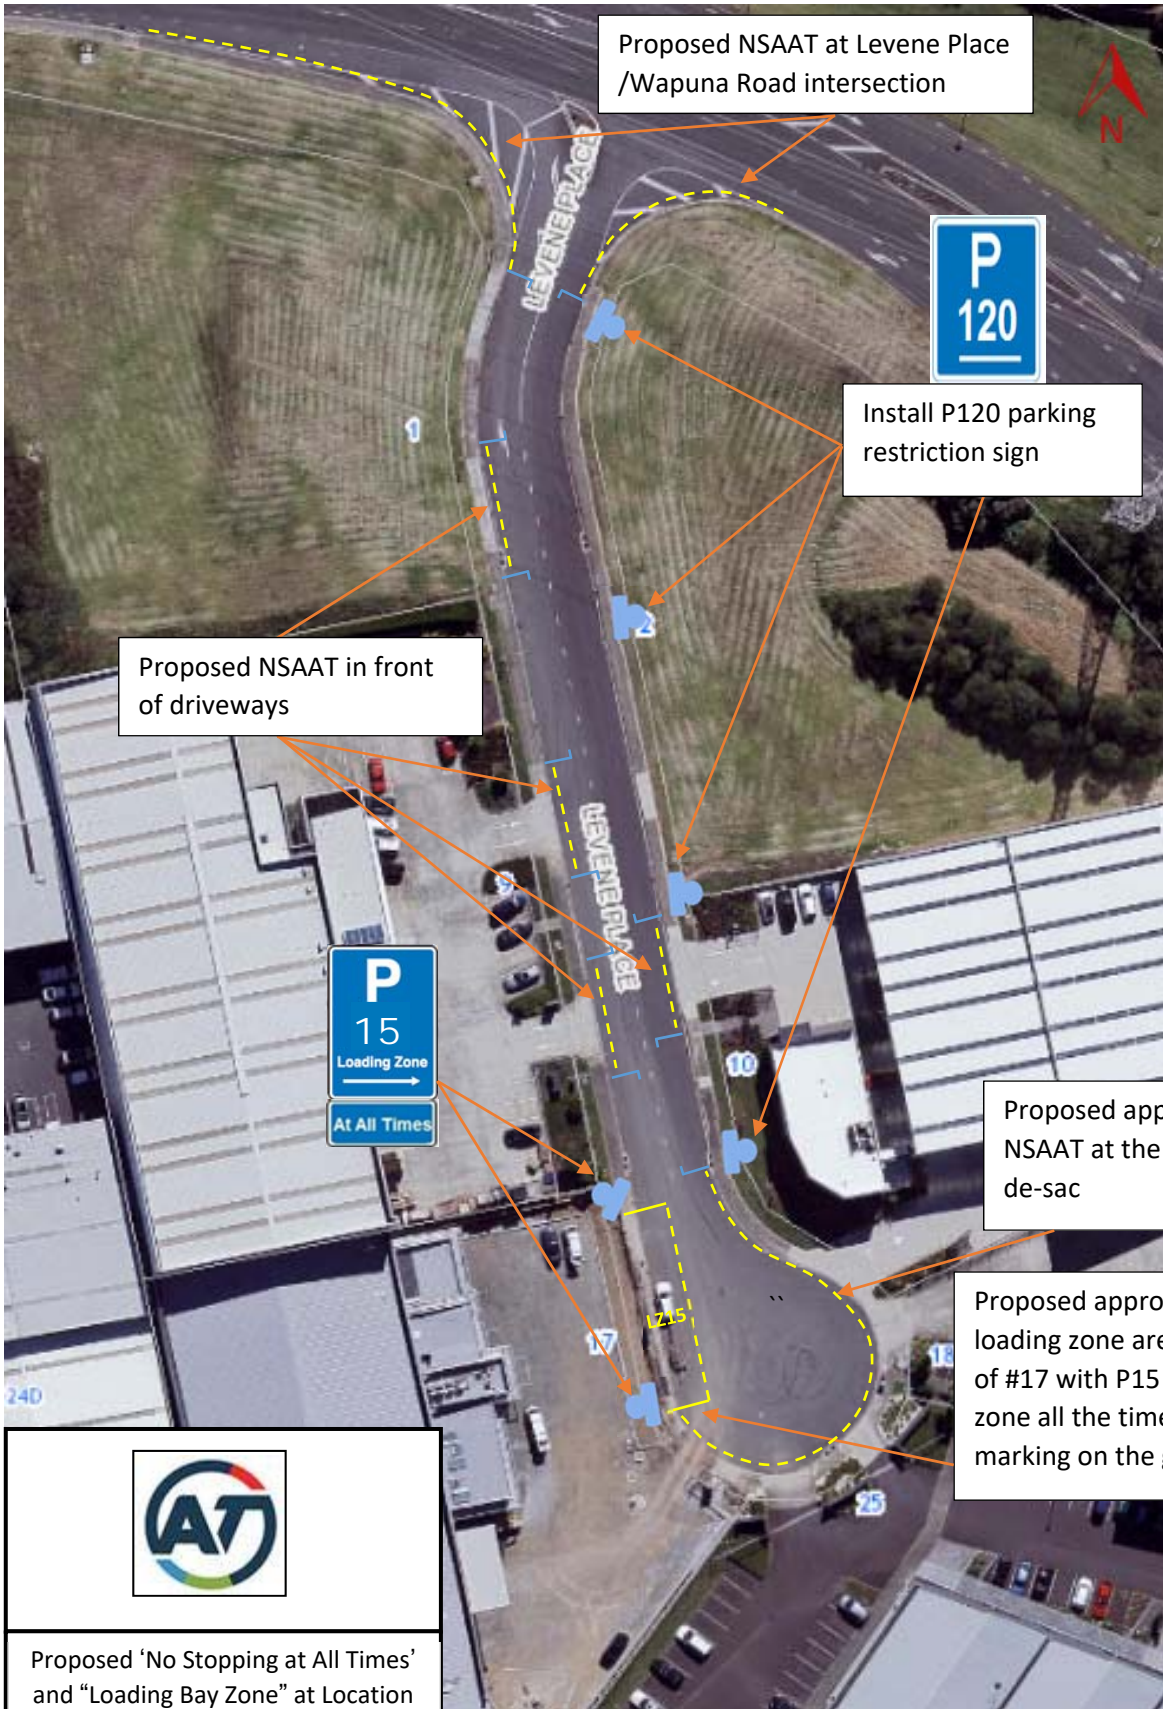 Proposed NSAAT at Levene Place
/Wapuna Road intersection
N
LEVENE PLACE
P
120
Install P120 parking
restriction sign
1
2
Proposed NSAAT in front
of driveways
LEVENE PLACE
9
P
15
Loading Zone
At All Times
10
Proposed app
NSAAT at the
de-sac
Proposed appro
loading zone are
of #17 with P15
zone all the time
marking on the
LZ15
17
18
24D
25
AT
Proposed ‘No Stopping at All Times’
and “Loading Bay Zone” at Location